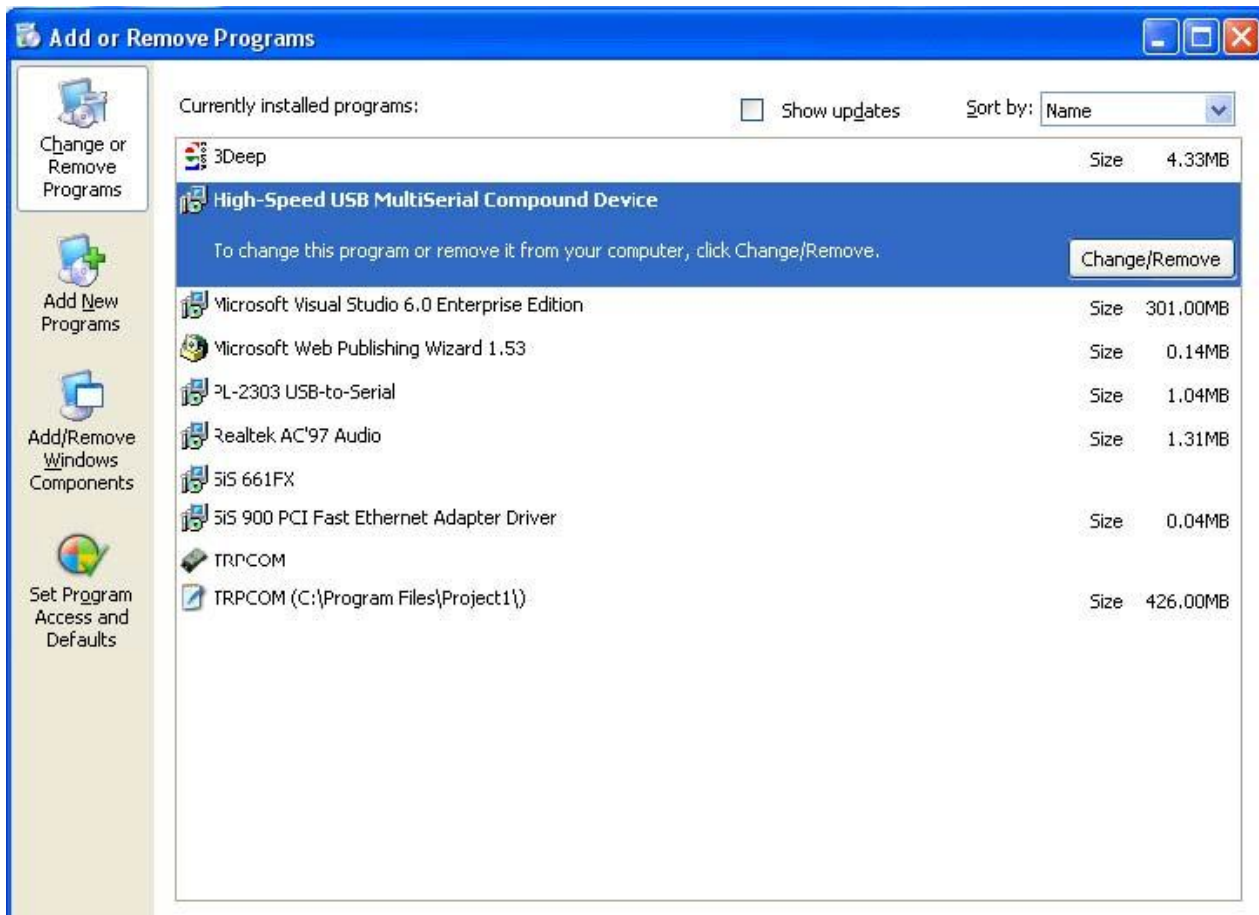 Add or Remove Programs
Change or
Remove
Programs
Add New
Programs
Add/Remove
Windows
Components
Set Program
Access and
Defaults
Currently installed programs:
Show updates
Sort by: Name
3Deep Size 4.33MB
High-Speed USB MultiSerial Compound Device
To change this program or remove it from your computer, click Change/Remove.
Change/Remove
Microsoft Visual Studio 6.0 Enterprise Edition Size 301.00MB
Microsoft Web Publishing Wizard 1.53 Size 0.14MB
PL-2303 USB-to-Serial Size 1.04MB
Realtek AC'97 Audio Size 1.31MB
SiS 661FX
SiS 900 PCI Fast Ethernet Adapter Driver Size 0.04MB
TRPCOM
TRPCOM (C:\Program Files\Project1\) Size 426.00MB